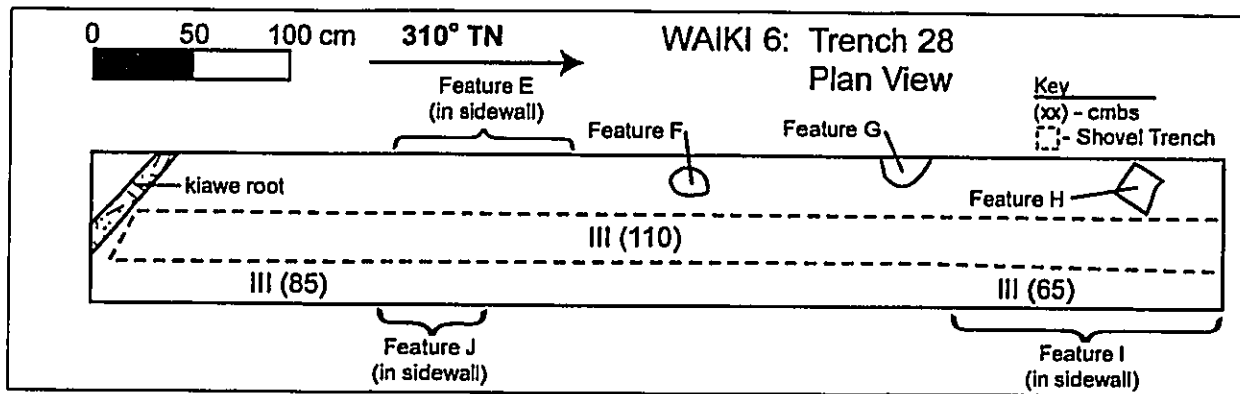 0 50 100 cm
310° TN
WAIKI 6: Trench 28
Plan View
Key
(xx) - cmbs
- Shovel Trench
Feature E
(in sidewall)
Feature F
Feature G
kiawe root
Feature H
III (110)
III (85)
III (65)
Feature J
(in sidewall)
Feature I
(in sidewall)